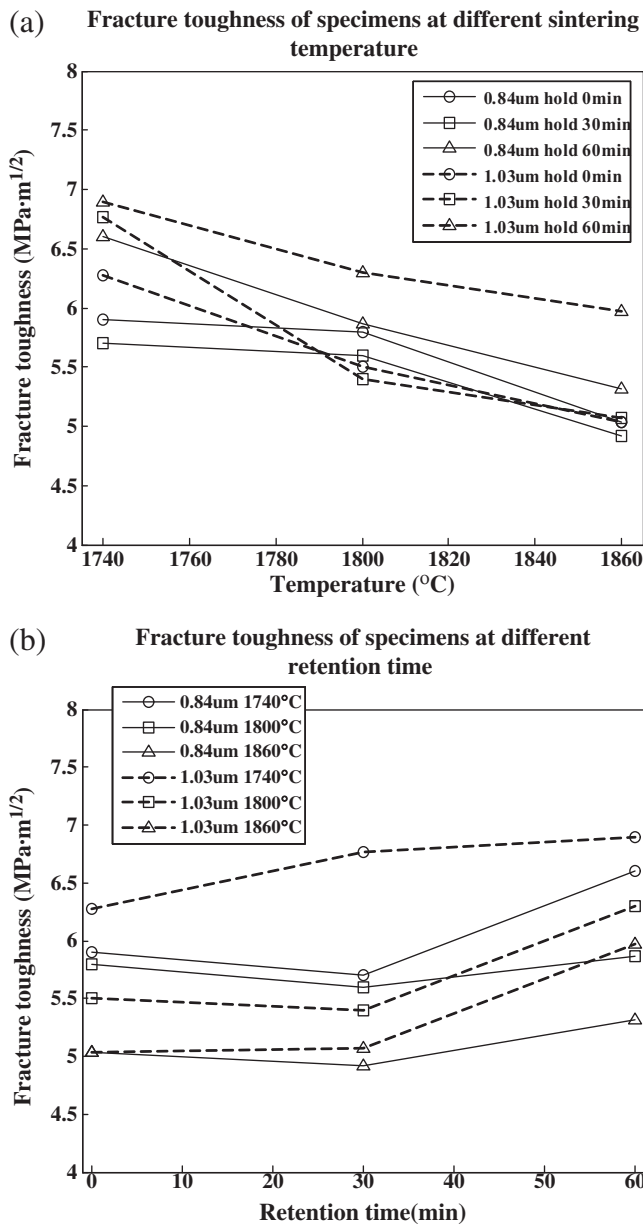 (a)
Fracture toughness of specimens at different sintering
temperature
8
7.5
7
6.5
6
5.5
5
4.5
4
Fracture toughness (MPa·m^1/2)
0.84um hold 0min
0.84um hold 30min
0.84um hold 60min
1.03um hold 0min
1.03um hold 30min
1.03um hold 60min
1740 1760 1780 1800 1820 1840 1860
Temperature (°C)
(b)
Fracture toughness of specimens at different
retention time
8
7.5
7
6.5
6
5.5
5
4.5
4
Fracture toughness (MPa·m^1/2)
0.84um 1740°C
0.84um 1800°C
0.84um 1860°C
1.03um 1740°C
1.03um 1800°C
1.03um 1860°C
0 10 20 30 40 50 60
Retention time(min)